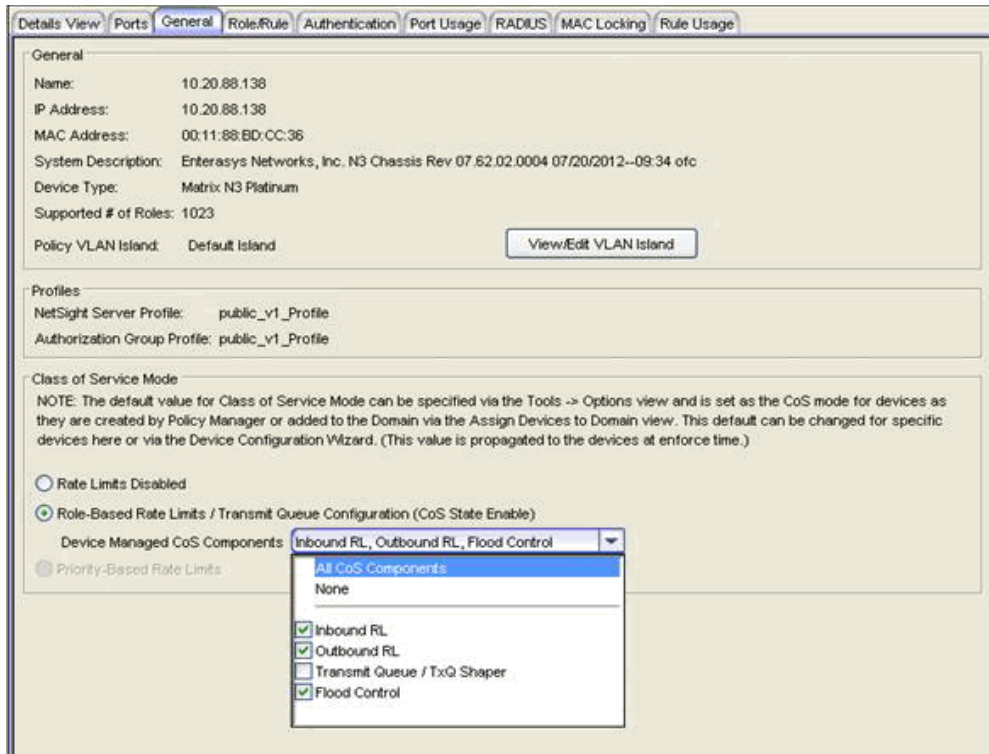 Details View Ports General Role/Rule Authentication Port Usage RADIUS MAC Locking Rule Usage
General
Name: 10.20.88.138
IP Address: 10.20.88.138
MAC Address: 00:11:88:BD:CC:36
System Description: Enterasys Networks, Inc. N3 Chassis Rev 07.62.02.0004 07/20/2012--09:34 ofc
Device Type: Matrix N3 Platinum
Supported # of Roles: 1023
Policy VLAN Island: Default Island View/Edit VLAN Island
Profiles
NetSight Server Profile: public_v1_Profile
Authorization Group Profile: public_v1_Profile
Class of Service Mode
NOTE: The default value for Class of Service Mode can be specified via the Tools -> Options view and is set as the CoS mode for devices as
they are created by Policy Manager or added to the Domain via the Assign Devices to Domain view. This default can be changed for specific
devices here or via the Device Configuration Wizard. (This value is propagated to the devices at enforce time.)
Rate Limits Disabled
Role-Based Rate Limits / Transmit Queue Configuration (CoS State Enable)
Device Managed CoS Components Inbound RL, Outbound RL, Flood Control
Priority-Based Rate Limits
All CoS Components
None
Inbound RL
Outbound RL
Transmit Queue / TxQ Shaper
Flood Control